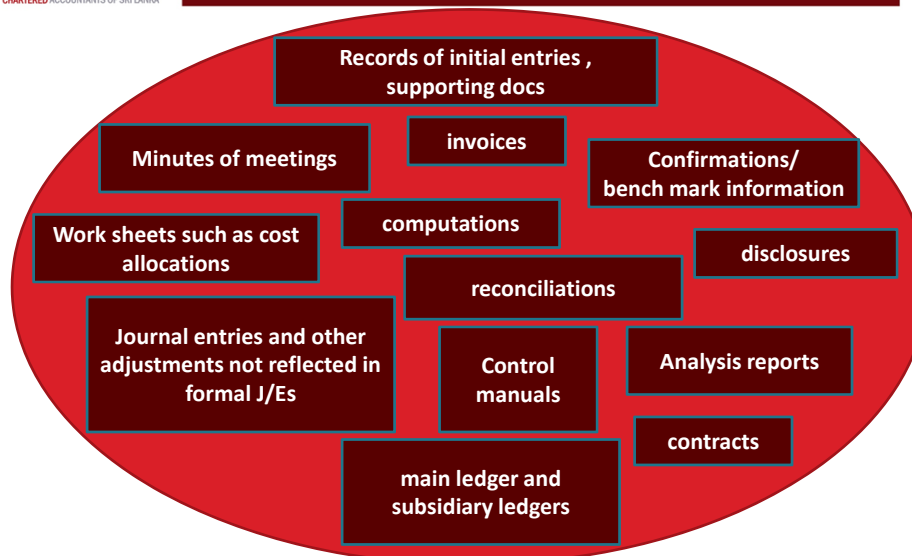 CHARTERED ACCOUNTANTS OF SRI LANKA
Records of initial entries ,
supporting docs
invoices
Minutes of meetings
Confirmations/
bench mark information
computations
Work sheets such as cost
allocations
disclosures
reconciliations
Journal entries and other
adjustments not reflected in
formal J/Es
Control
manuals
Analysis reports
contracts
main ledger and
subsidiary ledgers